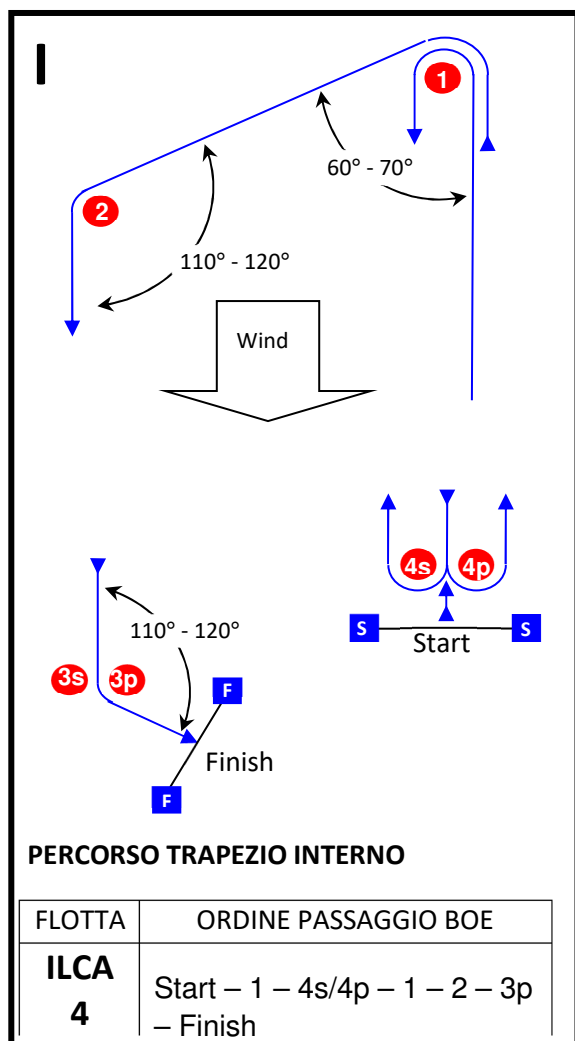 I
1
60° - 70°
2
110° - 120°
Wind
4s 4p
S S
Start
110° - 120°
3s 3p
F
Finish
F
PERCORSO TRAPEZIO INTERNO
FLOTTA ORDINE PASSAGGIO BOE
ILCA
4
Start – 1 – 4s/4p – 1 – 2 – 3p
– Finish